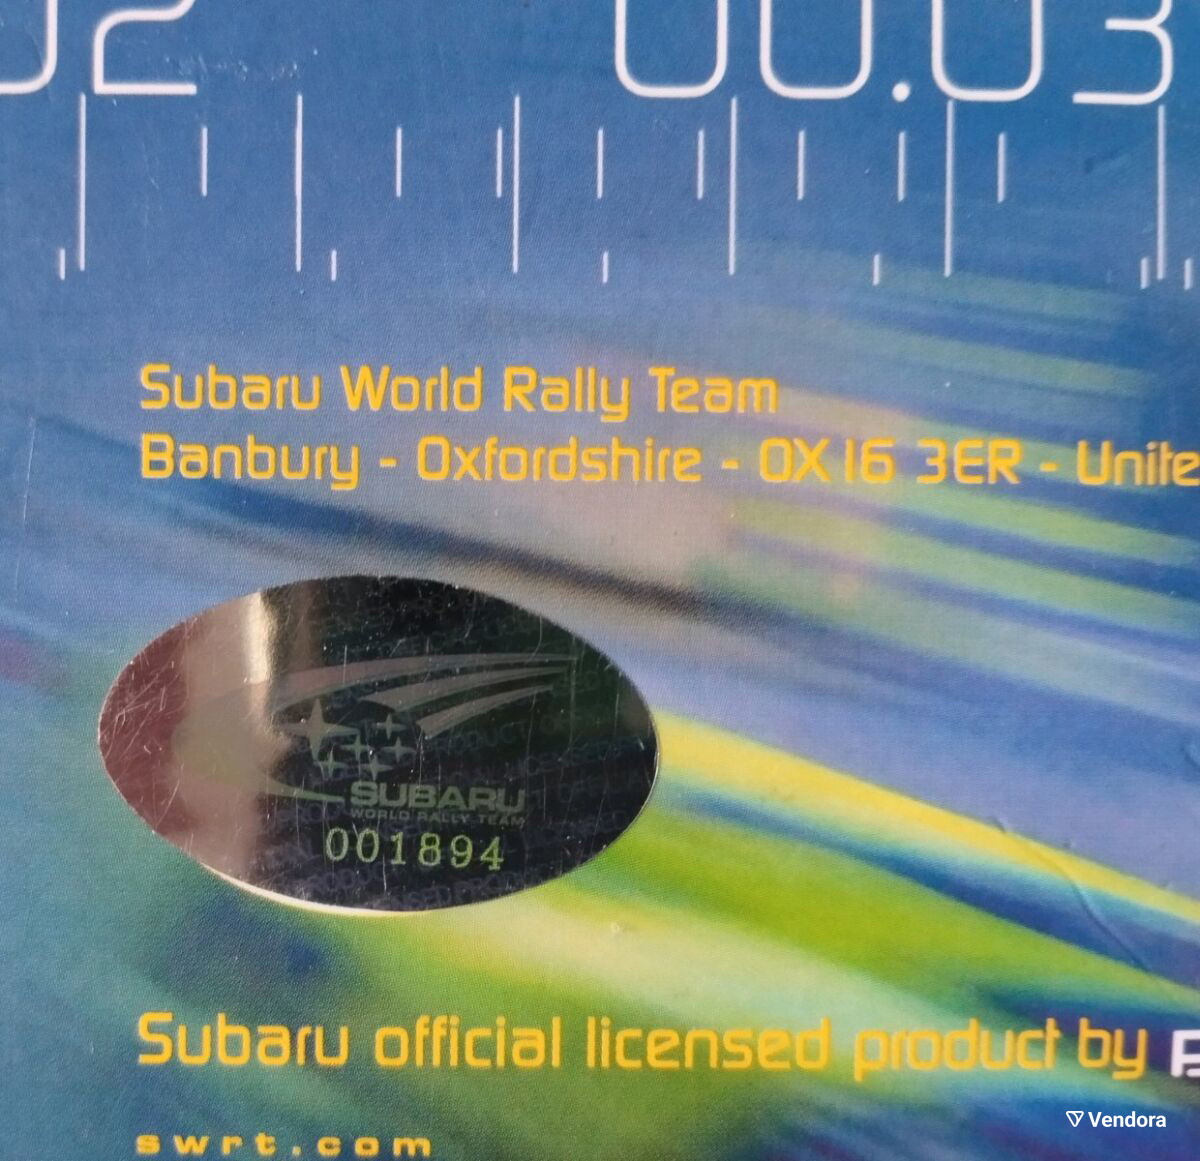 02 00.03
Subaru World Rally Team
Banbury - Oxfordshire - OX16 3ER - Unite
SUBARU
WORLD RALLY TEAM
001894
Subaru official licensed product by
swrt.com
Vendora